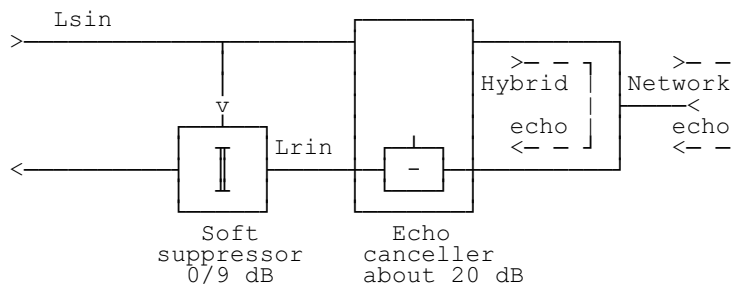 Lsin
Hybrid
Network
echo
echo
Lrin
Soft
suppressor
0/9 dB
Echo
canceller
about 20 dB